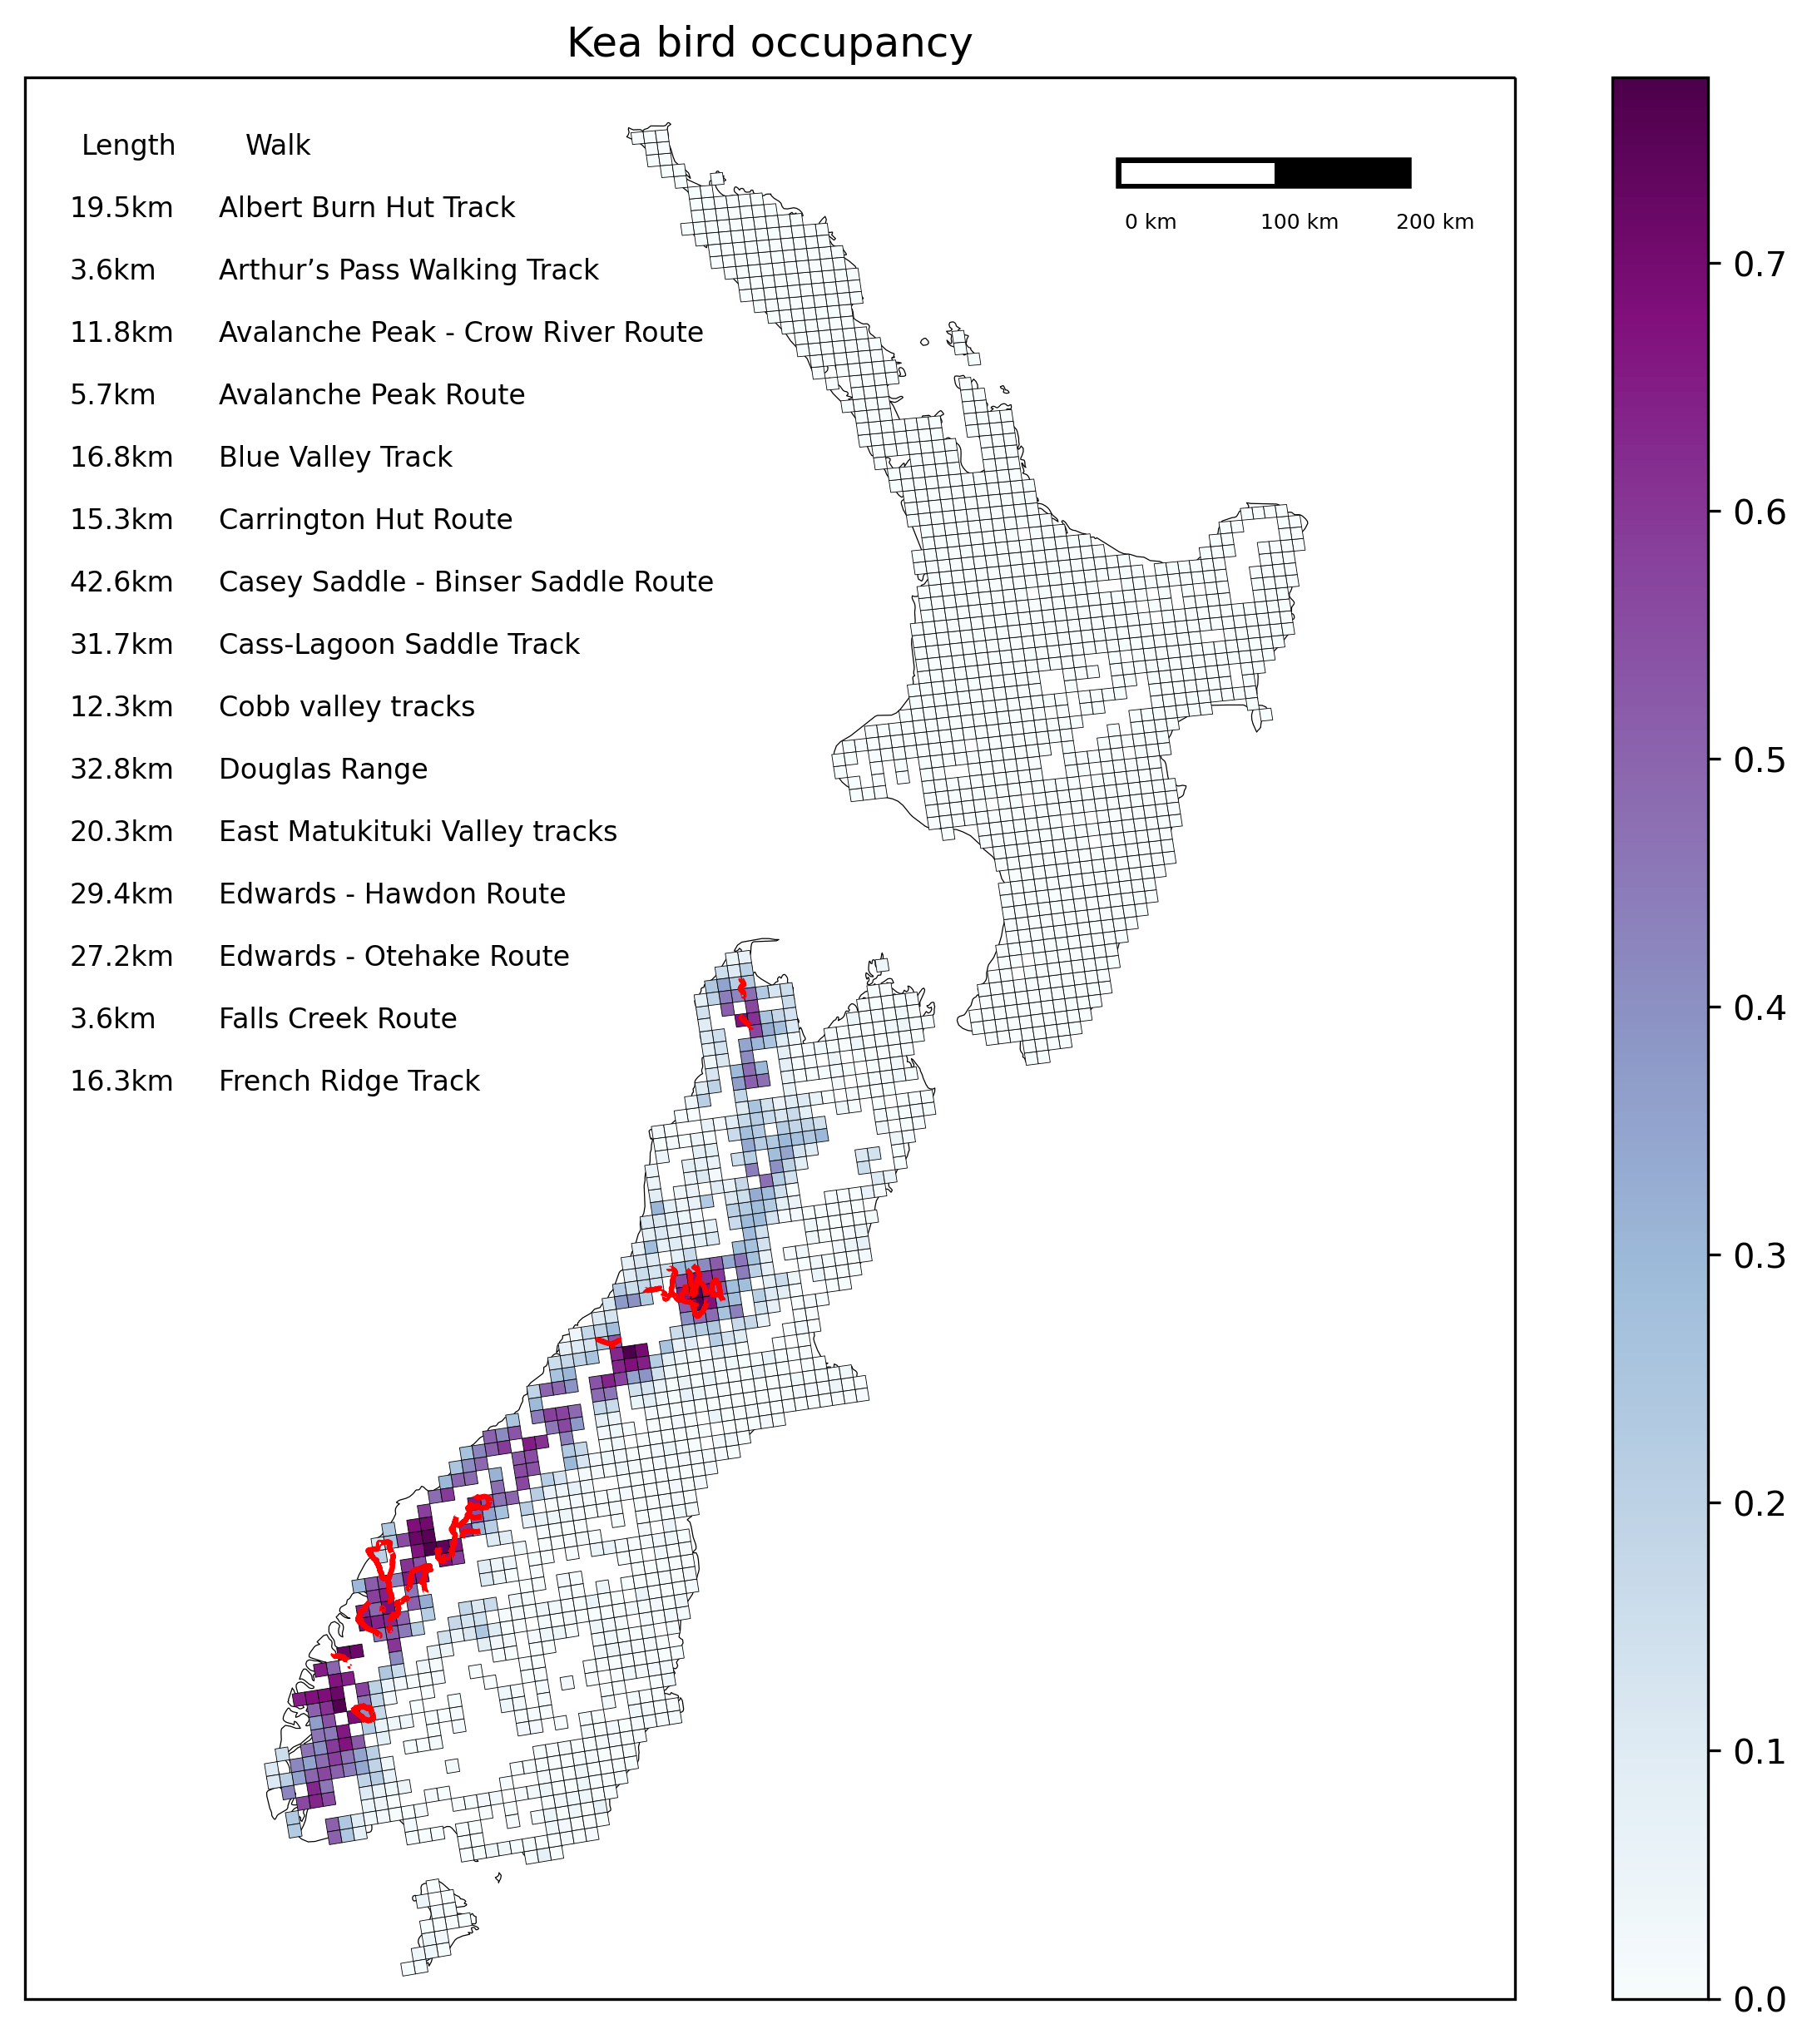 Kea bird occupancy
Length Walk
19.5km Albert Burn Hut Track
3.6km Arthur’s Pass Walking Track
11.8km Avalanche Peak - Crow River Route
5.7km Avalanche Peak Route
16.8km Blue Valley Track
15.3km Carrington Hut Route
42.6km Casey Saddle - Binser Saddle Route
31.7km Cass-Lagoon Saddle Track
12.3km Cobb valley tracks
32.8km Douglas Range
20.3km East Matukituki Valley tracks
29.4km Edwards - Hawdon Route
27.2km Edwards - Otehake Route
3.6km Falls Creek Route
16.3km French Ridge Track
0 km 100 km 200 km
0.7
0.6
0.5
0.4
0.3
0.2
0.1
0.0